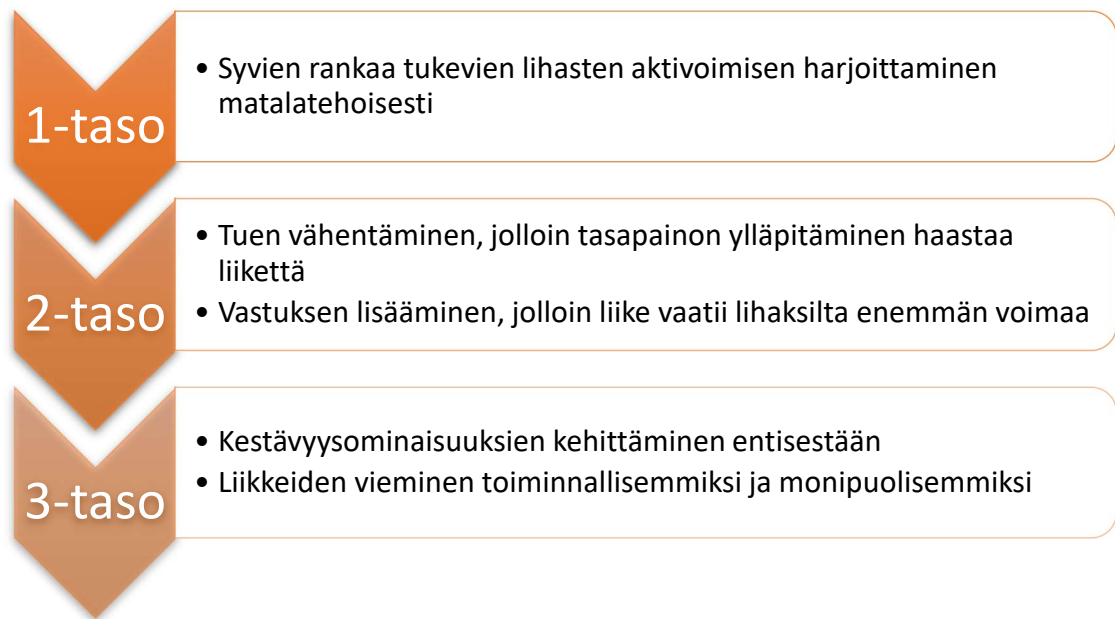 1-taso
• Syvien rankaa tukevien lihasten aktivoimisen harjoittaminen
matalatehoisesti
2-taso
• Tuen vähentäminen, jolloin tasapainon ylläpitäminen haastaa
liikettä
• Vastuksen lisääminen, jolloin liike vaatii lihaksilta enemmän voimaa
3-taso
• Kestävyysominaisuuksien kehittäminen entisestään
• Liikkeiden vieminen toiminnallisemmiksi ja monipuolisemmiksi